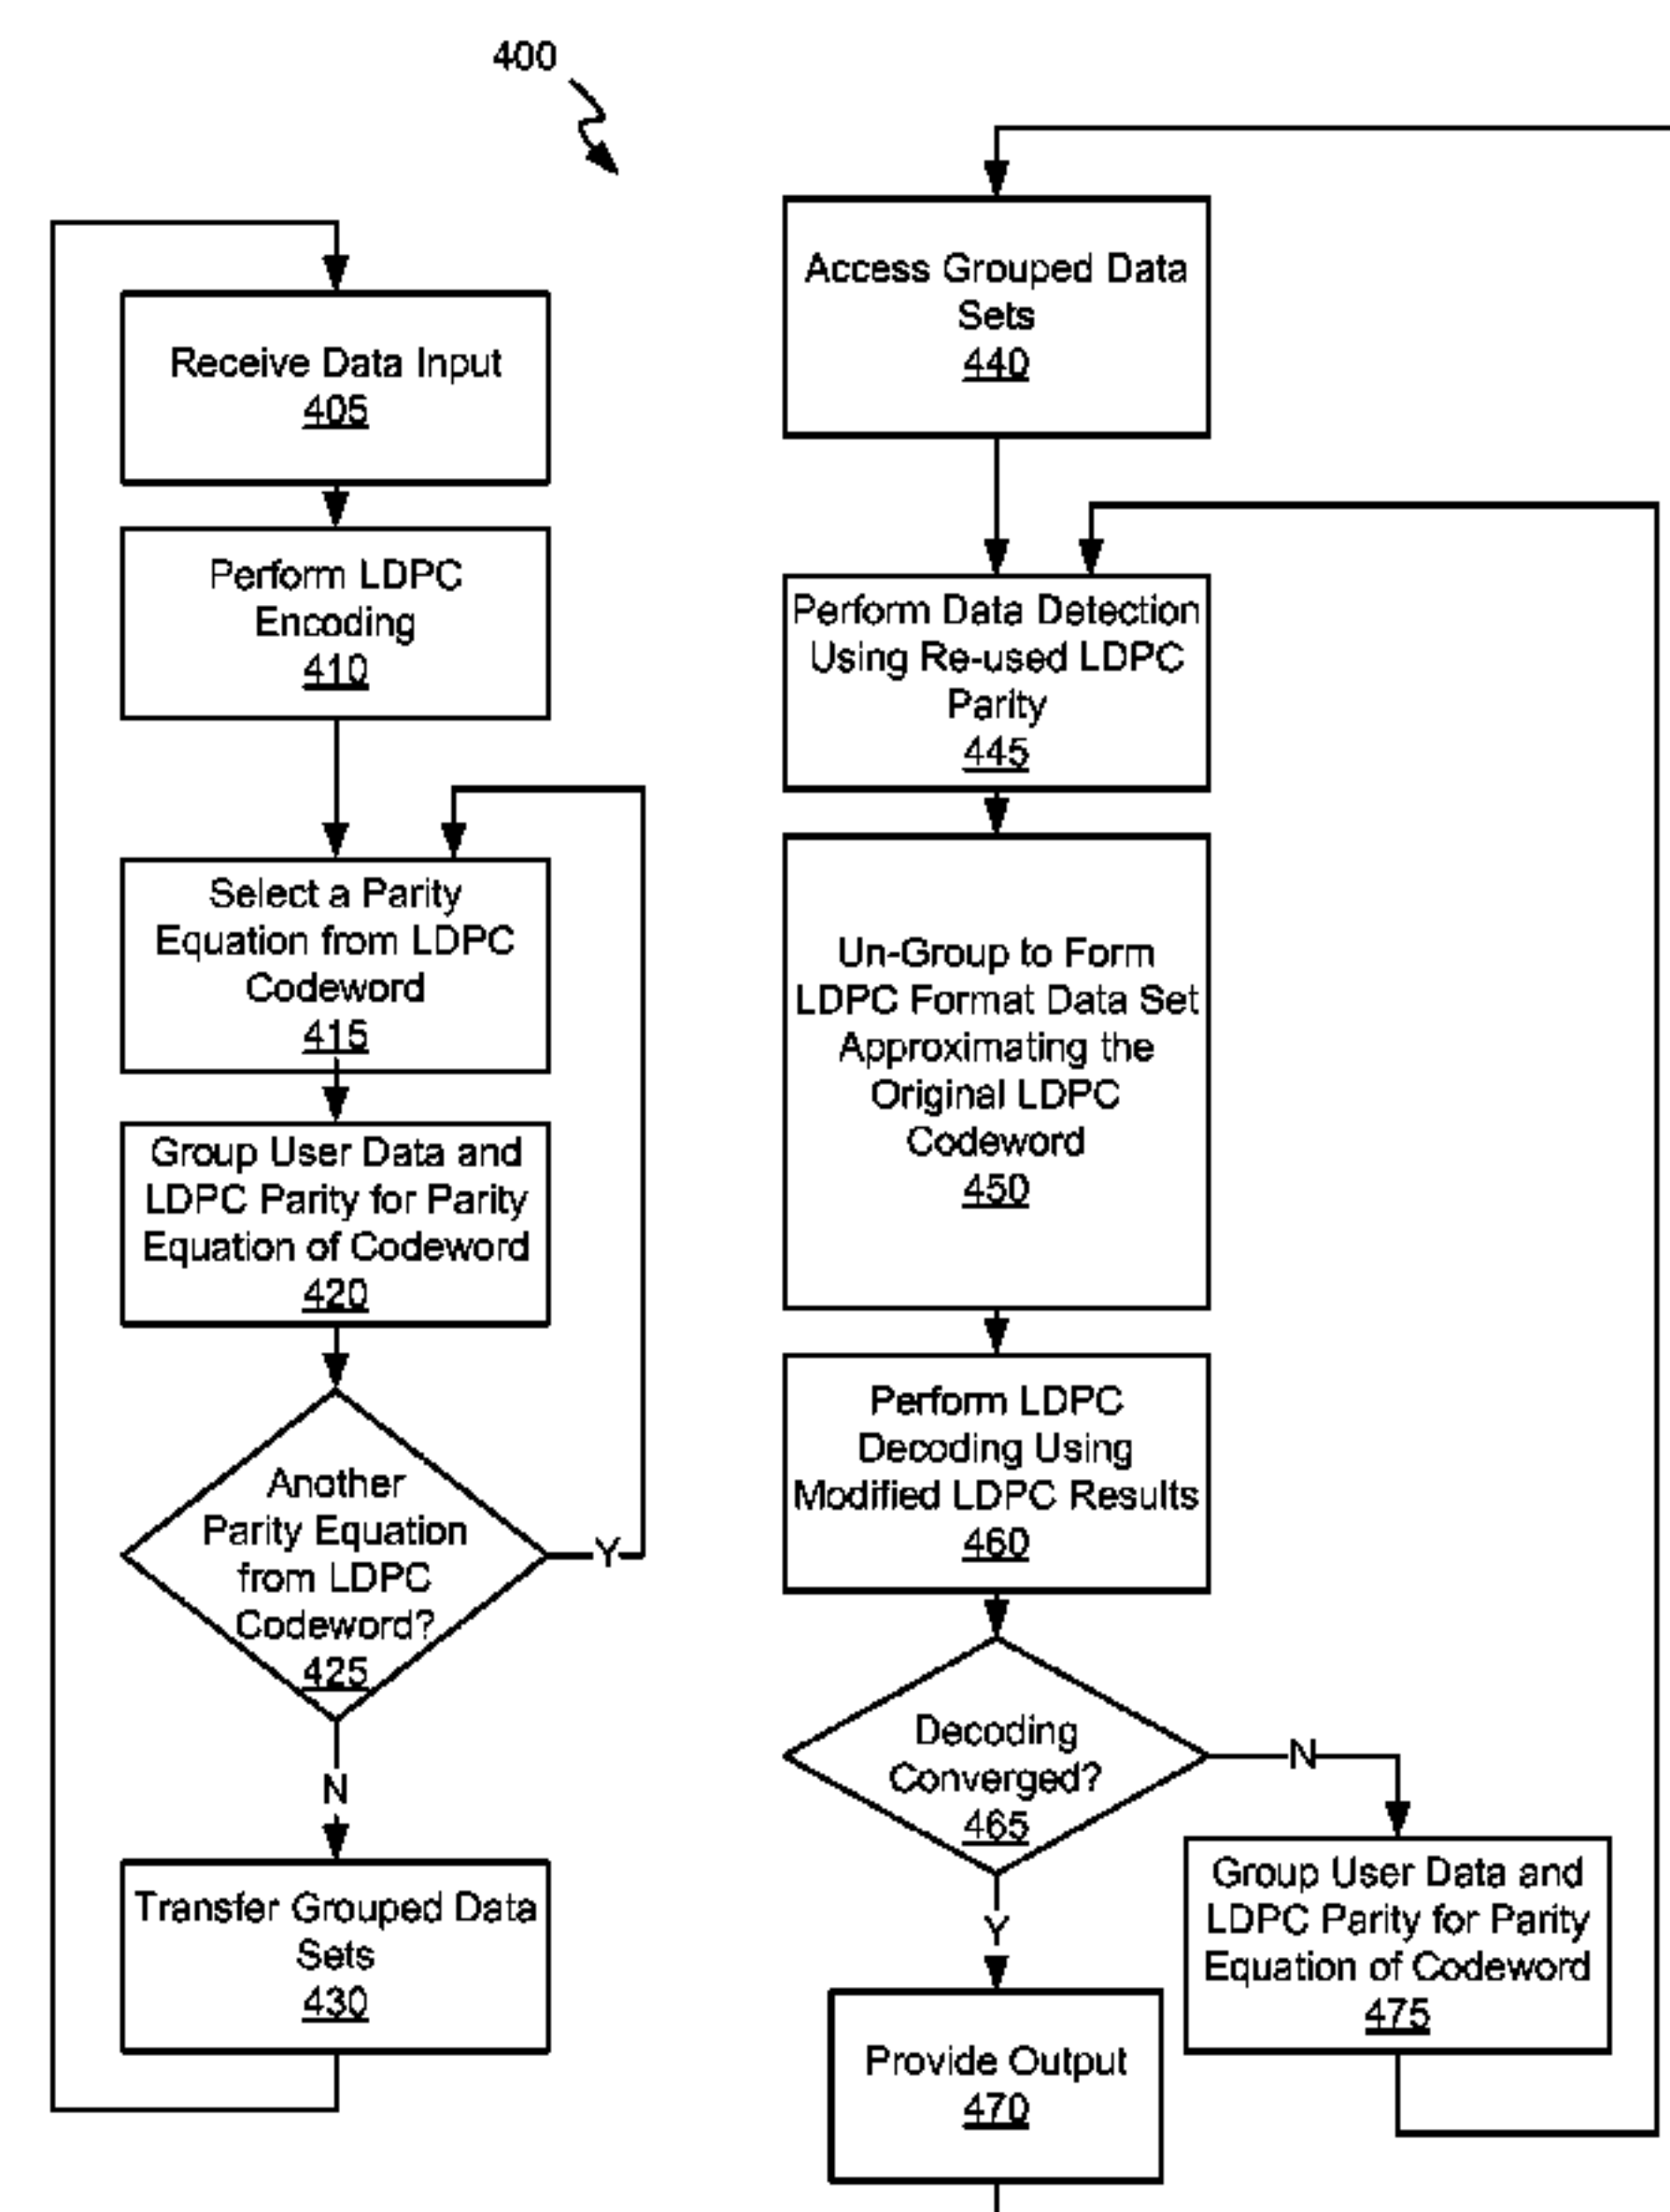 400
Receive Data Input
405
Perform LDPC
Encoding
410
Select a Parity
Equation from LDPC
Codeword
415
Group User Data and
LDPC Parity for Parity
Equation of Codeword
420
Another
Parity Equation
from LDPC
Codeword?
425
Y
N
Transfer Grouped Data
Sets
430
Access Grouped Data
Sets
440
Perform Data Detection
Using Re-used LDPC
Parity
445
Un-Group to Form
LDPC Format Data Set
Approximating the
Original LDPC
Codeword
450
Perform LDPC
Decoding Using
Modified LDPC Results
460
Decoding
Converged?
465
N
Y
Group User Data and
LDPC Parity for Parity
Equation of Codeword
475
Provide Output
470